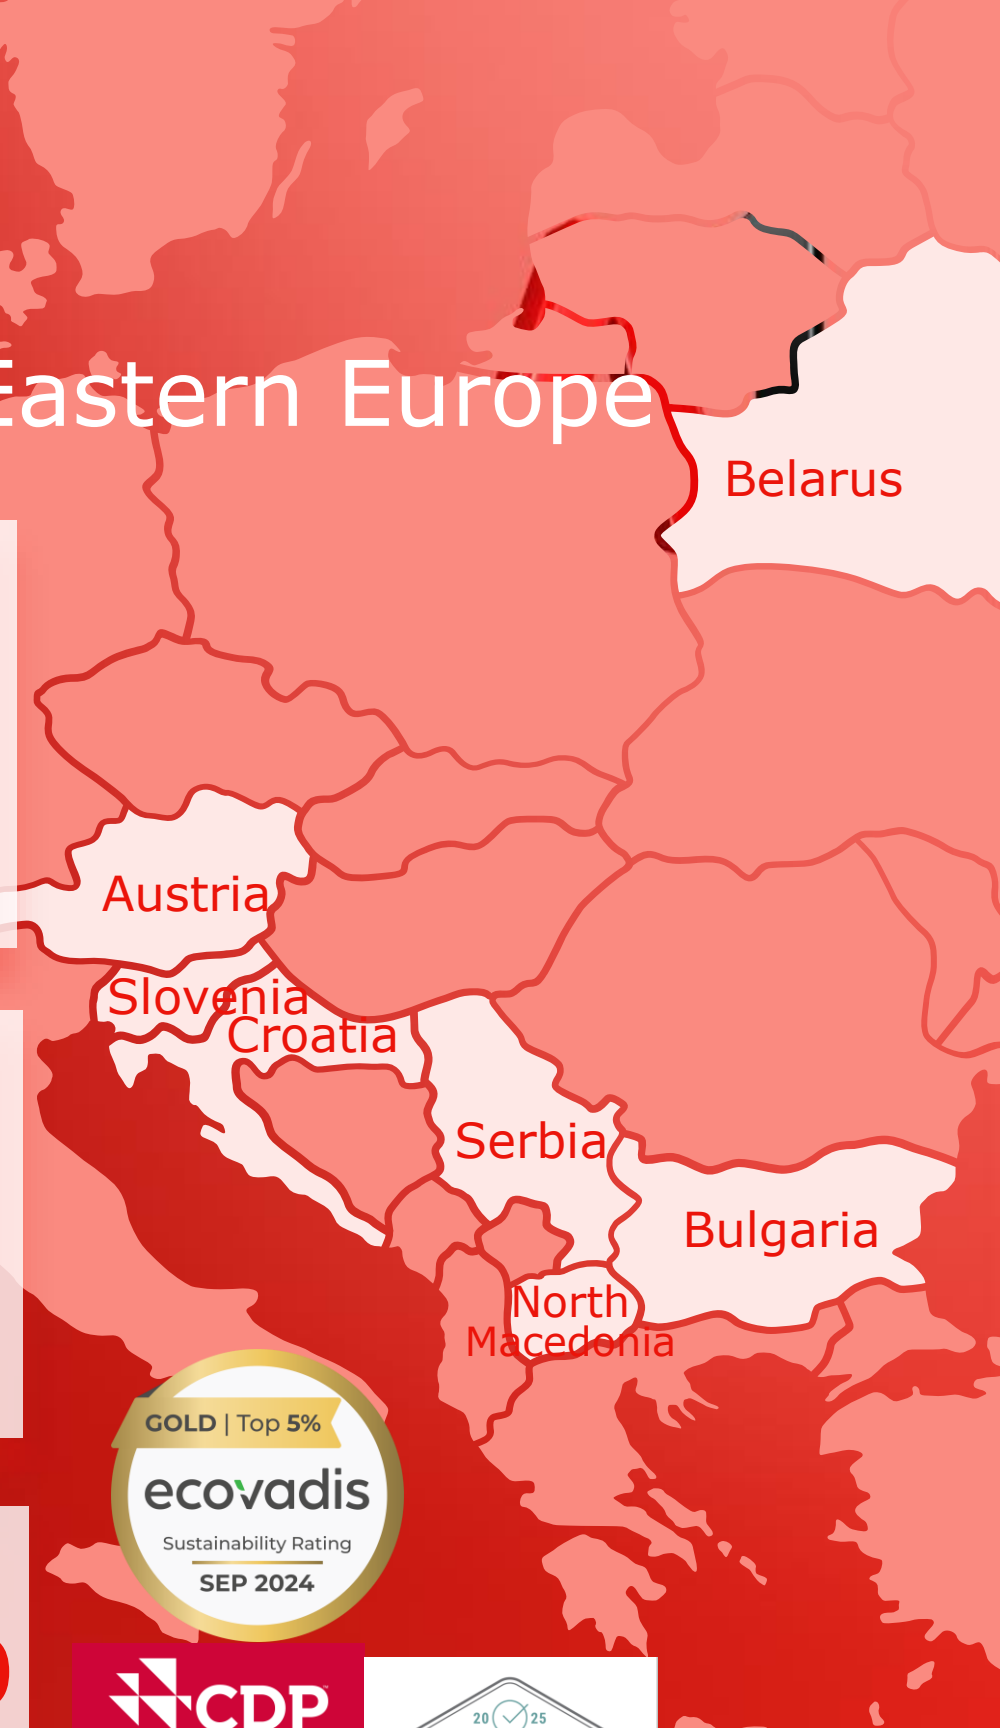 Eastern Europe
Belarus
Austria
Slovenia
Croatia
Serbia
Bulgaria
North
Macedonia
GOLD | Top 5%
ecovadis
Sustainability Rating
SEP 2024
CDP
20 25